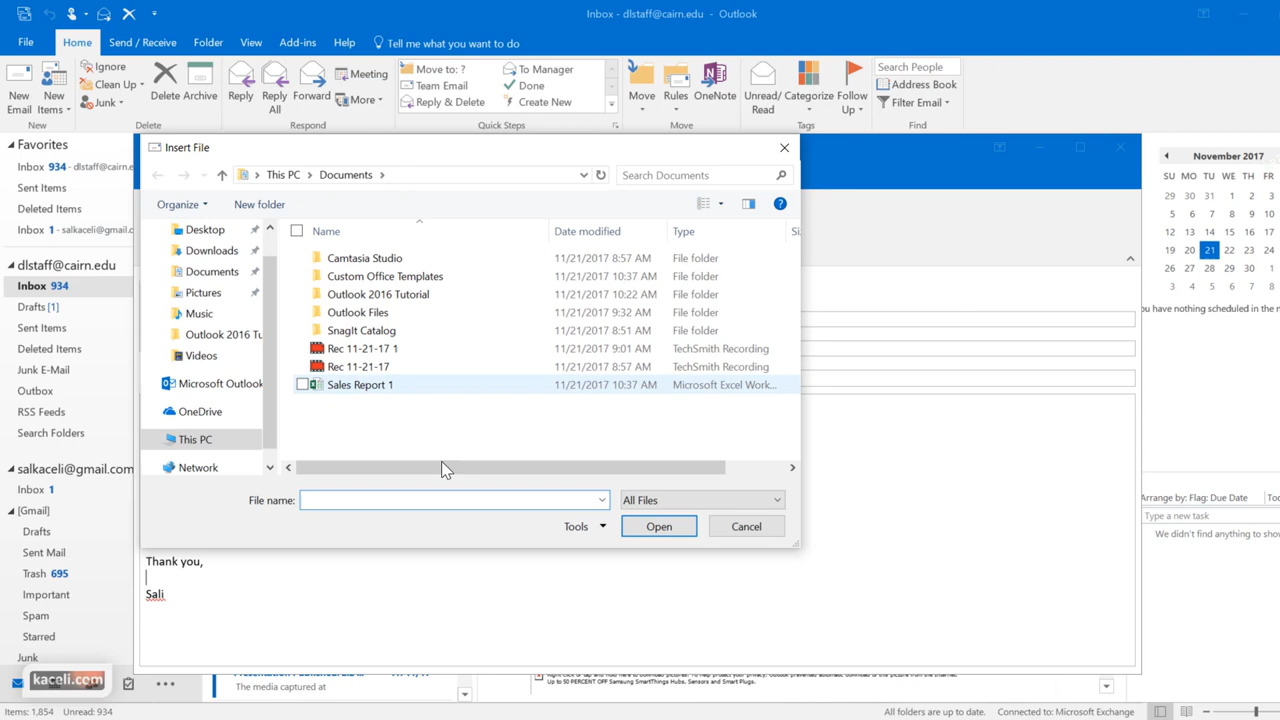 Inbox - dlstaff@cairn.edu - Outlook
File Home Send / Receive Folder View Add-ins Help Tell me what you want to do
New Email
New Items
Ignore
Clean Up
Junk
Delete Archive
Reply
Reply All
Forward
Meeting
More
Move to: ?
Team Email
Reply & Delete
To Manager
Done
Create New
Move
Rules
OneNote
Unread/ Read
Categorize
Follow Up
Search People
Address Book
Filter Email
New Delete Respond Quick Steps Move Tags Find
Favorites
Inbox 934 - dlstaff@cairn.e...
Sent Items
Deleted Items
Inbox 1 - salkaceli@gmail.c...
dlstaff@cairn.edu
Inbox 934
Drafts [1]
Sent Items
Deleted Items
Junk E-Mail
Outbox
RSS Feeds
Search Folders
salkaceli@gmail.com
Inbox 1
[Gmail]
Drafts
Sent Mail
Trash 695
Important
Spam
Starred
Junk
kaceli.com
Insert File
This PC Documents
Search Documents
Organize New folder
Desktop
Downloads
Documents
Pictures
Music
Outlook 2016 Tu
Videos
Microsoft Outlook
OneDrive
This PC
Network
Name Date modified Type Si
Camtasia Studio 11/21/2017 8:57 AM File folder
Custom Office Templates 11/21/2017 10:37 AM File folder
Outlook 2016 Tutorial 11/21/2017 10:22 AM File folder
Outlook Files 11/21/2017 9:32 AM File folder
SnagIt Catalog 11/21/2017 8:51 AM File folder
Rec 11-21-17 1 11/21/2017 9:01 AM TechSmith Recording
Rec 11-21-17 11/21/2017 8:57 AM TechSmith Recording
Sales Report 1 11/21/2017 10:37 AM Microsoft Excel Work...
File name:
All Files
Tools Open Cancel
Thank you,
Sali
The media captured at
Up to 50 PERCENT OFF Samsung SmartThings Hubs, Sensors and Smart Plugs.
November 2017
SU MO TU WE TH FR
29 30 31 1 2 3
5 6 7 8 9 10
12 13 14 15 16 17
19 20 21 22 23 24
26 27 28 29 30 1
3 4 5 6 7 8
ou have nothing scheduled in the n
Arrange by: Flag: Due Date Too
Type a new task
We didn't find anything to show
Items: 1,854 Unread: 934
All folders are up to date. Connected to: Microsoft Exchange